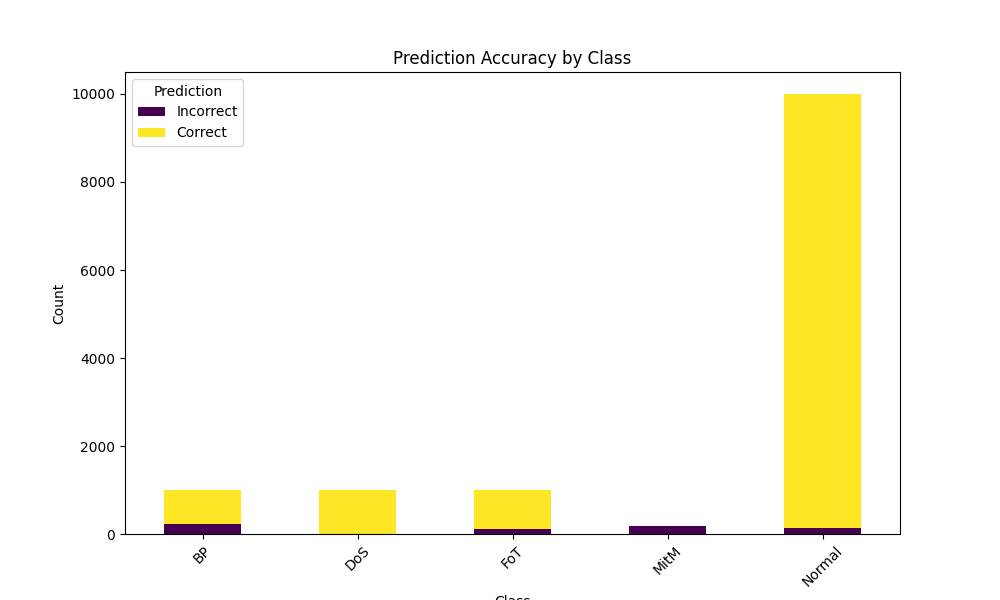 Prediction Accuracy by Class
Prediction
Incorrect
Correct
Count
10000
8000
6000
4000
2000
0
BP
DoS
FoT
MitM
Normal
Class